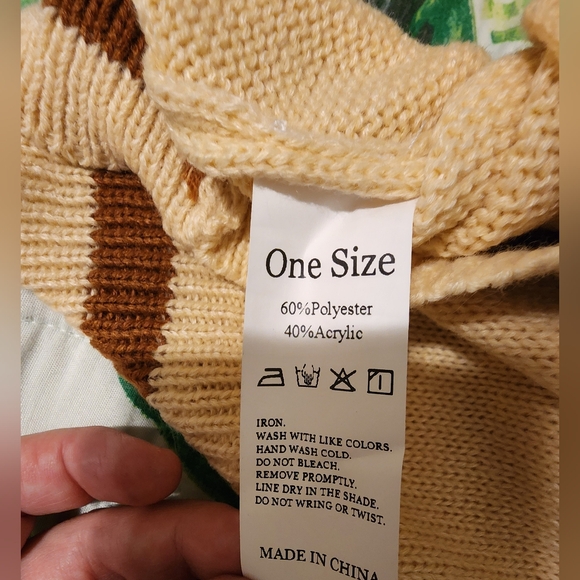 One Size
60%Polyester
40%Acrylic
IRON.
WASH WITH LIKE COLORS.
HAND WASH COLD.
DO NOT BLEACH.
REMOVE PROMPTLY.
LINE DRY IN THE SHADE.
DO NOT WRING OR TWIST.
MADE IN CHINA